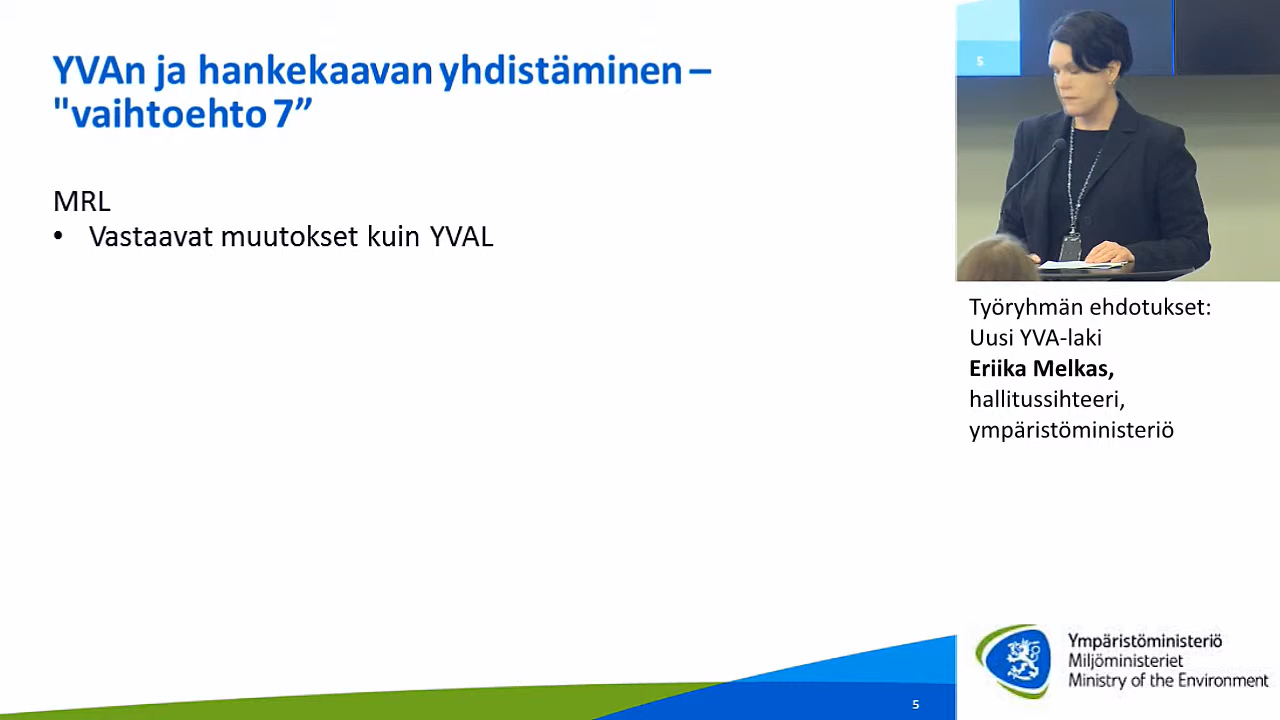 YVAn ja hankekaavan yhdistäminen –
"vaihtoehto 7”
MRL
• Vastaavat muutokset kuin YVAL
5
Työryhmän ehdotukset:
Uusi YVA-laki
Eriika Melkas,
hallitussihteeri,
ympäristöministeriö
Ympäristöministeriö
Miljöministeriet
Ministry of the Environment
5